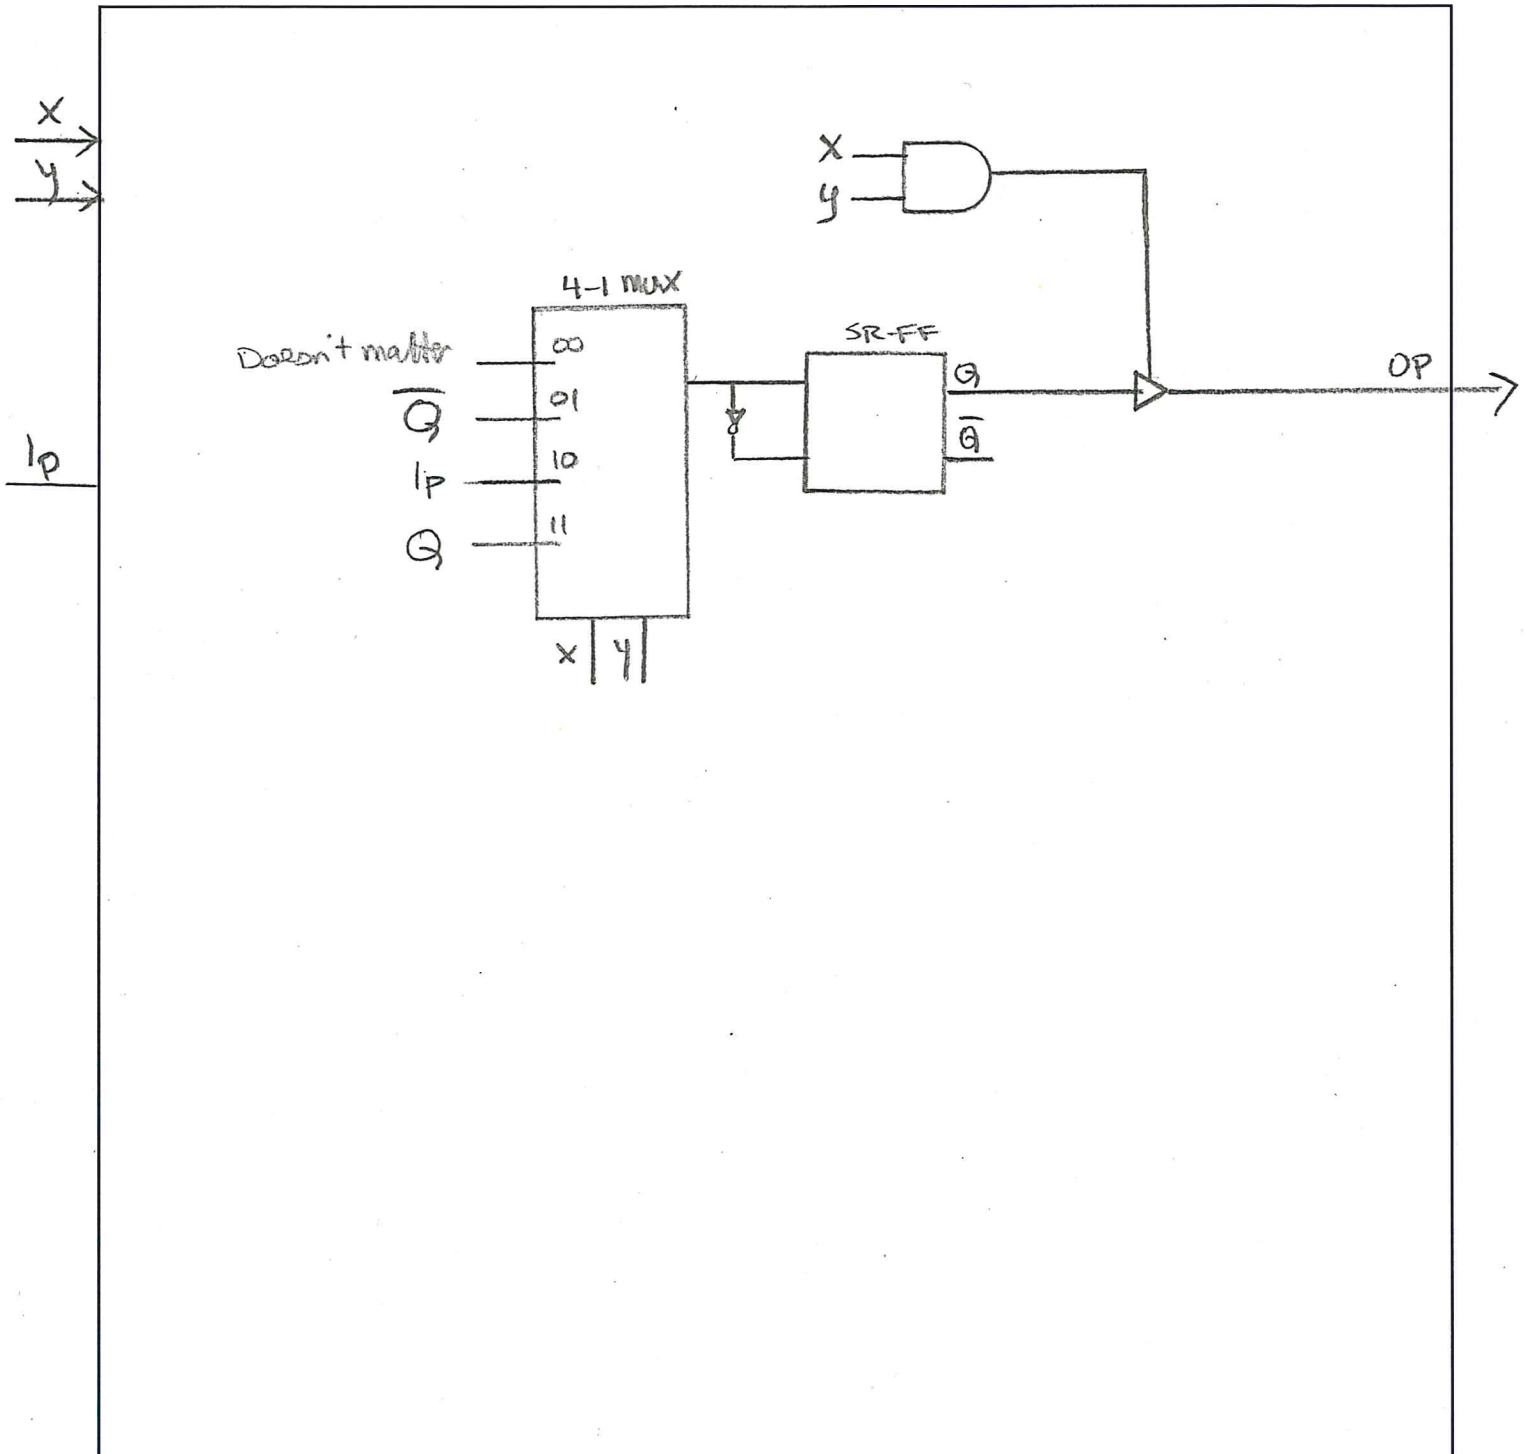 X
y
Ip
X
y
4-1 mux
Doesn't matter
00
Q̅
01
Ip
10
Q
11
X y
SR-FF
Q
Q̅
OP